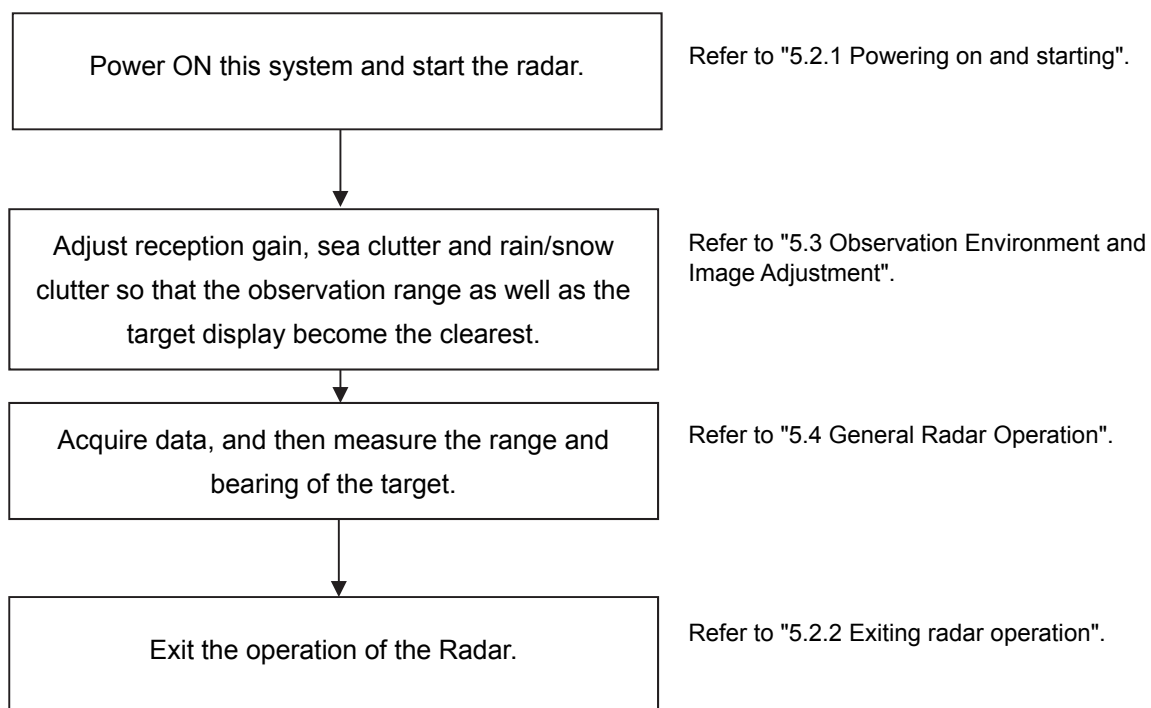 Power ON this system and start the radar.
Refer to "5.2.1 Powering on and starting".
Adjust reception gain, sea clutter and rain/snow
clutter so that the observation range as well as the
target display become the clearest.
Refer to "5.3 Observation Environment and
Image Adjustment".
Acquire data, and then measure the range and
bearing of the target.
Refer to "5.4 General Radar Operation".
Exit the operation of the Radar.
Refer to "5.2.2 Exiting radar operation".